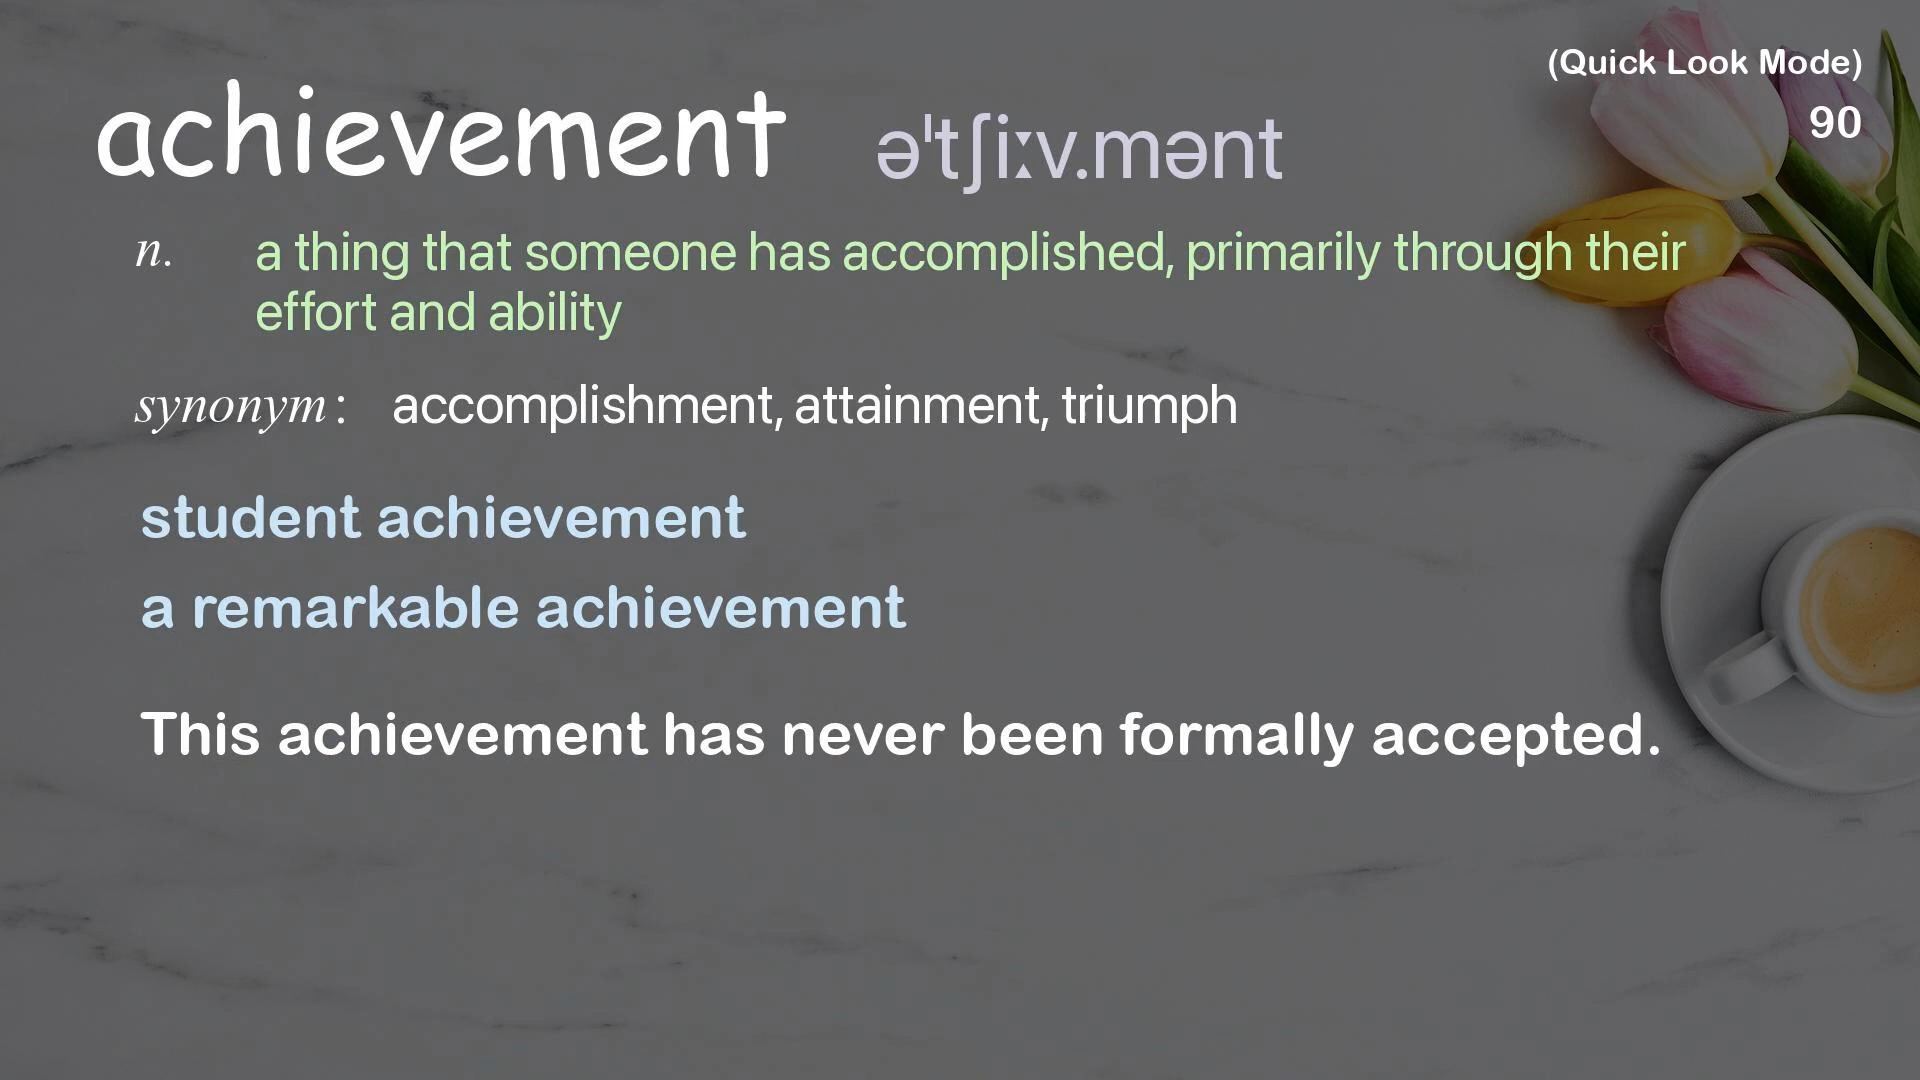 (Quick Look Mode)
90
achievement əˈtʃiːv.mənt
n. a thing that someone has accomplished, primarily through their
effort and ability
synonym: accomplishment, attainment, triumph
student achievement
a remarkable achievement
This achievement has never been formally accepted.